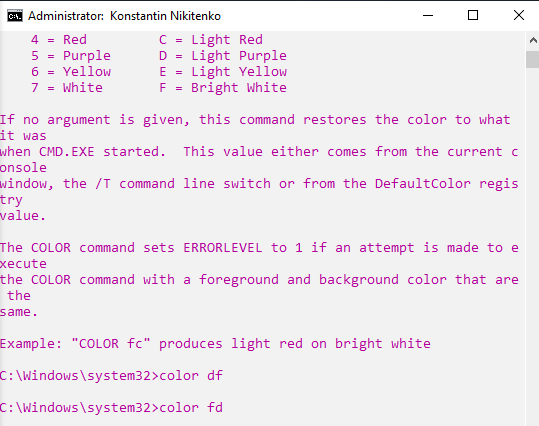 Administrator: Konstantin Nikitenko
4 = Red         C = Light Red
5 = Purple      D = Light Purple
6 = Yellow      E = Light Yellow
7 = White       F = Bright White
If no argument is given, this command restores the color to what
it was
when CMD.EXE started.  This value either comes from the current c
onsole
window, the /T command line switch or from the DefaultColor regis
try
value.
The COLOR command sets ERRORLEVEL to 1 if an attempt is made to e
xecute
the COLOR command with a foreground and background color that are
the
same.
Example: "COLOR fc" produces light red on bright white
C:\Windows\system32>color df
C:\Windows\system32>color fd